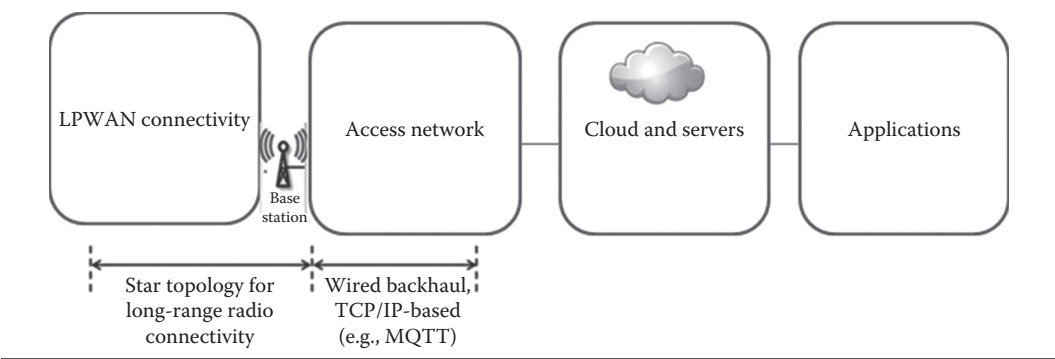 LPWAN connectivity
Access network
Cloud and servers
Applications
Base
station
Star topology for
long-range radio
connectivity
Wired backhaul,
TCP/IP-based
(e.g., MQTT)